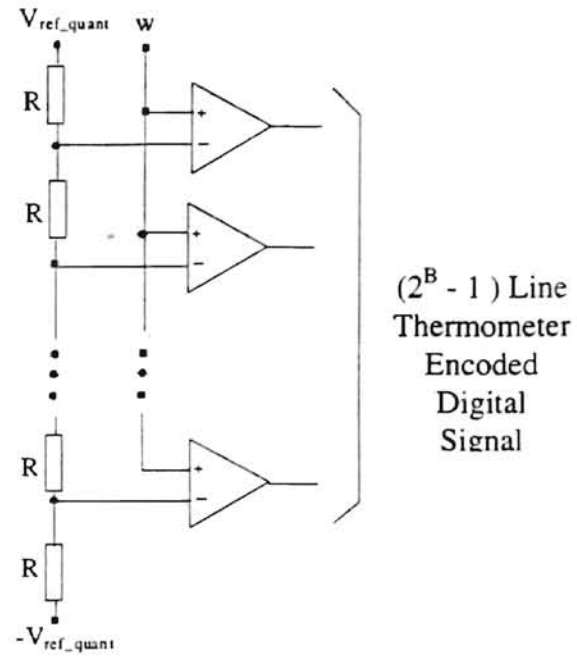 V_ref_quant w
R
+
−
R
+
−
(2^B - 1 ) Line
Thermometer
Encoded
Digital
Signal
R
+
−
R
-V_ref_quant